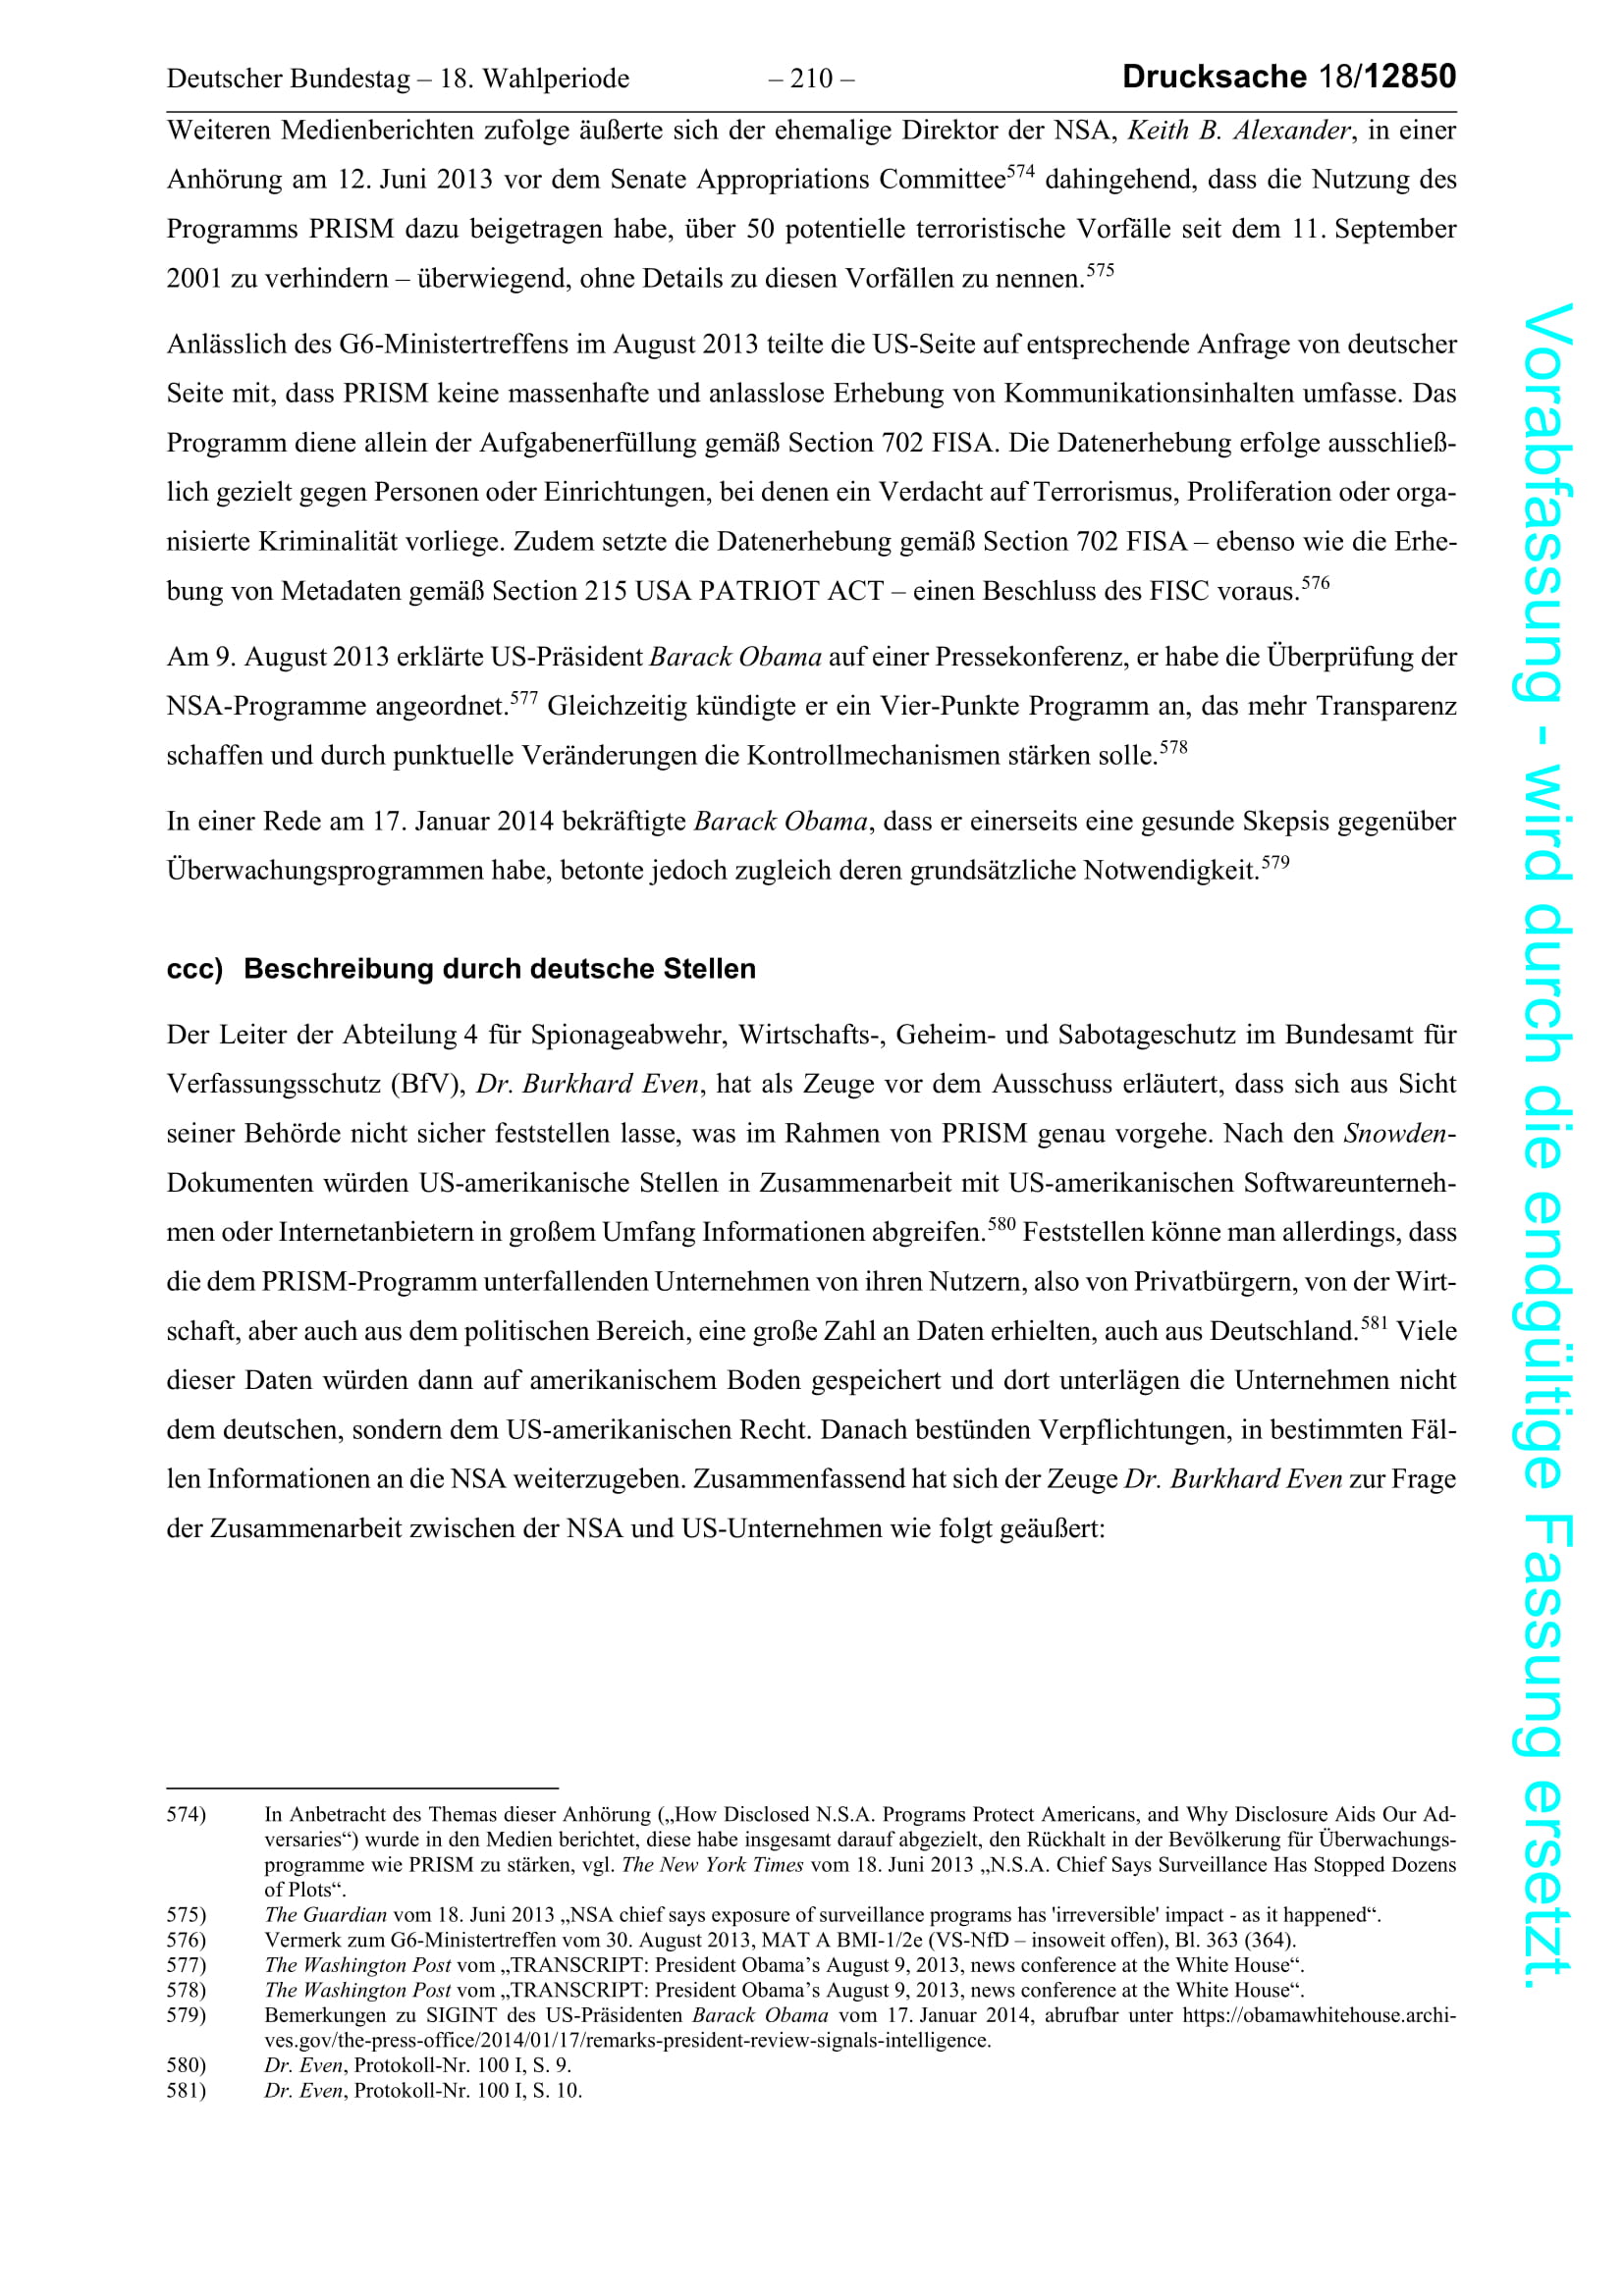 Deutscher Bundestag – 18. Wahlperiode – 210 – Drucksache 18/12850
Weiteren Medienberichten zufolge äußerte sich der ehemalige Direktor der NSA, Keith B. Alexander, in einer
Anhörung am 12. Juni 2013 vor dem Senate Appropriations Committee574 dahingehend, dass die Nutzung des
Programms PRISM dazu beigetragen habe, über 50 potentielle terroristische Vorfälle seit dem 11. September
2001 zu verhindern – überwiegend, ohne Details zu diesen Vorfällen zu nennen.575
Anlässlich des G6-Ministertreffens im August 2013 teilte die US-Seite auf entsprechende Anfrage von deutscher
Seite mit, dass PRISM keine massenhafte und anlasslose Erhebung von Kommunikationsinhalten umfasse. Das
Programm diene allein der Aufgabenerfüllung gemäß Section 702 FISA. Die Datenerhebung erfolge ausschließ-
lich gezielt gegen Personen oder Einrichtungen, bei denen ein Verdacht auf Terrorismus, Proliferation oder orga-
nisierte Kriminalität vorliege. Zudem setzte die Datenerhebung gemäß Section 702 FISA – ebenso wie die Erhe-
bung von Metadaten gemäß Section 215 USA PATRIOT ACT – einen Beschluss des FISC voraus.576
Am 9. August 2013 erklärte US-Präsident Barack Obama auf einer Pressekonferenz, er habe die Überprüfung der
NSA-Programme angeordnet.577 Gleichzeitig kündigte er ein Vier-Punkte Programm an, das mehr Transparenz
schaffen und durch punktuelle Veränderungen die Kontrollmechanismen stärken solle.578
In einer Rede am 17. Januar 2014 bekräftigte Barack Obama, dass er einerseits eine gesunde Skepsis gegenüber
Überwachungsprogrammen habe, betonte jedoch zugleich deren grundsätzliche Notwendigkeit.579
ccc) Beschreibung durch deutsche Stellen
Der Leiter der Abteilung 4 für Spionageabwehr, Wirtschafts-, Geheim- und Sabotageschutz im Bundesamt für
Verfassungsschutz (BfV), Dr. Burkhard Even, hat als Zeuge vor dem Ausschuss erläutert, dass sich aus Sicht
seiner Behörde nicht sicher feststellen lasse, was im Rahmen von PRISM genau vorgehe. Nach den Snowden-
Dokumenten würden US-amerikanische Stellen in Zusammenarbeit mit US-amerikanischen Softwareunterneh-
men oder Internetanbietern in großem Umfang Informationen abgreifen.580 Feststellen könne man allerdings, dass
die dem PRISM-Programm unterfallenden Unternehmen von ihren Nutzern, also von Privatbürgern, von der Wirt-
schaft, aber auch aus dem politischen Bereich, eine große Zahl an Daten erhielten, auch aus Deutschland.581 Viele
dieser Daten würden dann auf amerikanischem Boden gespeichert und dort unterlägen die Unternehmen nicht
dem deutschen, sondern dem US-amerikanischen Recht. Danach bestünden Verpflichtungen, in bestimmten Fäl-
len Informationen an die NSA weiterzugeben. Zusammenfassend hat sich der Zeuge Dr. Burkhard Even zur Frage
der Zusammenarbeit zwischen der NSA und US-Unternehmen wie folgt geäußert:
574) In Anbetracht des Themas dieser Anhörung („How Disclosed N.S.A. Programs Protect Americans, and Why Disclosure Aids Our Ad-
versaries“) wurde in den Medien berichtet, diese habe insgesamt darauf abgezielt, den Rückhalt in der Bevölkerung für Überwachungs-
programme wie PRISM zu stärken, vgl. The New York Times vom 18. Juni 2013 „N.S.A. Chief Says Surveillance Has Stopped Dozens
of Plots“.
575) The Guardian vom 18. Juni 2013 „NSA chief says exposure of surveillance programs has 'irreversible' impact - as it happened“.
576) Vermerk zum G6-Ministertreffen vom 30. August 2013, MAT A BMI-1/2e (VS-NfD – insoweit offen), Bl. 363 (364).
577) The Washington Post vom „TRANSCRIPT: President Obama’s August 9, 2013, news conference at the White House“.
578) The Washington Post vom „TRANSCRIPT: President Obama’s August 9, 2013, news conference at the White House“.
579) Bemerkungen zu SIGINT des US-Präsidenten Barack Obama vom 17. Januar 2014, abrufbar unter https://obamawhitehouse.archi-
ves.gov/the-press-office/2014/01/17/remarks-president-review-signals-intelligence.
580) Dr. Even, Protokoll-Nr. 100 I, S. 9.
581) Dr. Even, Protokoll-Nr. 100 I, S. 10.
Vorabfassung - wird durch die endgültige Fassung ersetzt.